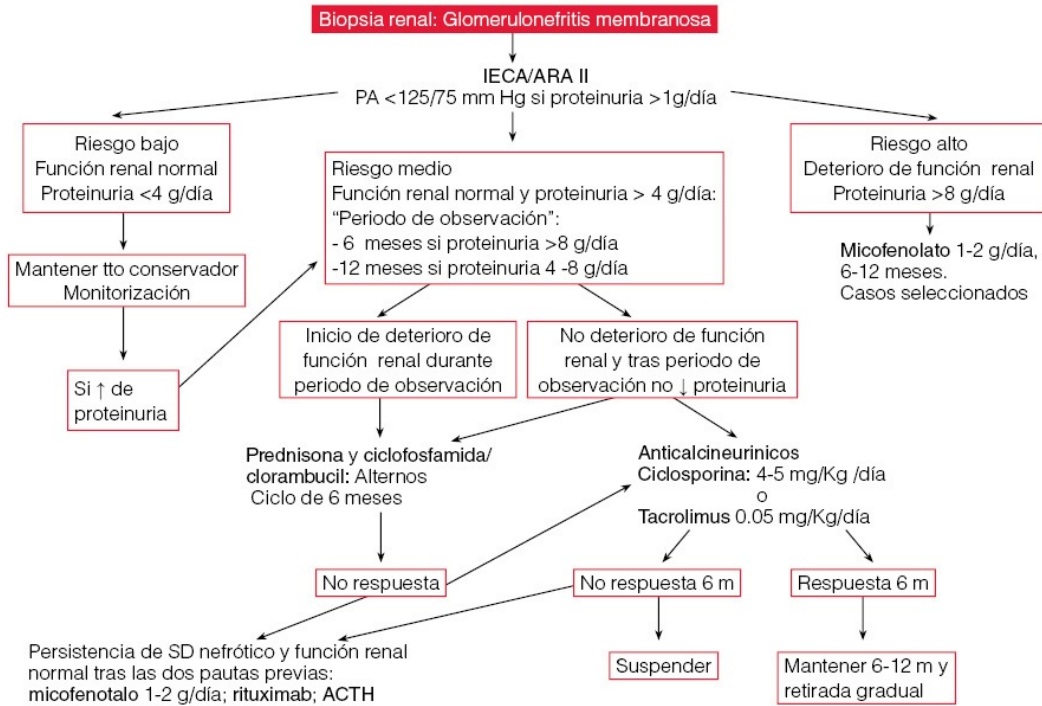 Biopsia renal: Glomerulonefritis membranosa
IECA/ARA II
PA <125/75 mm Hg si proteinuria >1g/día
Riesgo bajo
Función renal normal
Proteinuria <4 g/día
Riesgo medio
Función renal normal y proteinuria > 4 g/día:
“Periodo de observación”:
- 6 meses si proteinuria >8 g/día
-12 meses si proteinuria 4 -8 g/día
Riesgo alto
Deterioro de función renal
Proteinuria >8 g/día
Mantener tto conservador
Monitorización
Micofenolato 1-2 g/día,
6-12 meses.
Casos seleccionados
Si ↑ de
proteinuria
Inicio de deterioro de
función renal durante
periodo de observación
No deterioro de función
renal y tras periodo de
observación no ↓ proteinuria
Prednisona y ciclofosfamida/
clorambucil: Alternos
Ciclo de 6 meses
Anticalcineurinicos
Ciclosporina: 4-5 mg/Kg /día
o
Tacrolimus 0.05 mg/Kg/día
No respuesta
No respuesta 6 m
Respuesta 6 m
Persistencia de SD nefrótico y función renal
normal tras las dos pautas previas:
micofenotalo 1-2 g/día; rituximab; ACTH
Suspender
Mantener 6-12 m y
retirada gradual